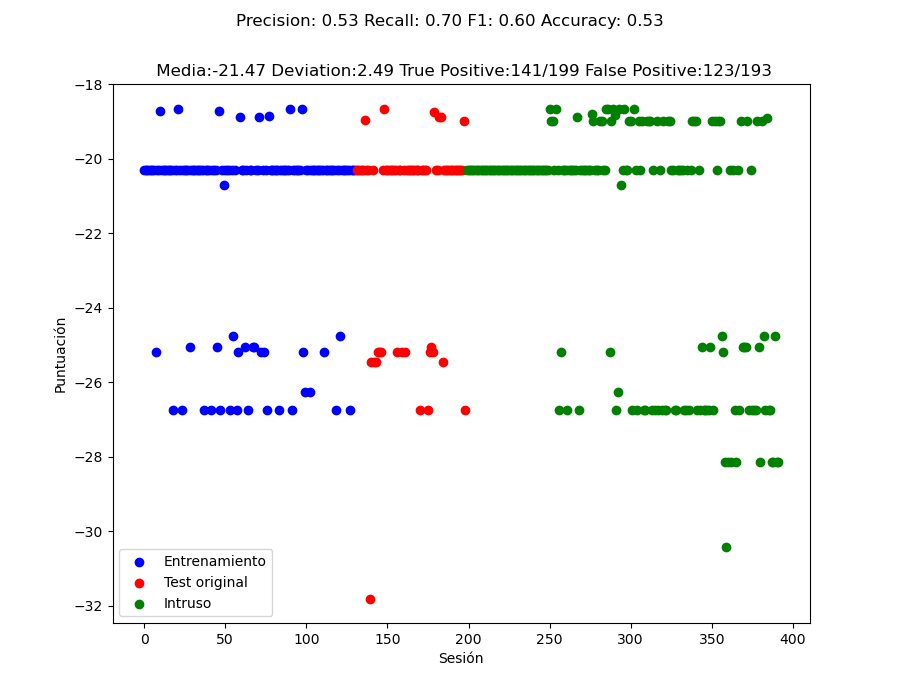 Precision: 0.53 Recall: 0.70 F1: 0.60 Accuracy: 0.53
Media:-21.47 Deviation:2.49 True Positive:141/199 False Positive:123/193
−18
−20
−22
−24
−26
−28
−30
−32
Puntuación
Entrenamiento
Test original
Intruso
0 50 100 150 200 250 300 350 400
Sesión